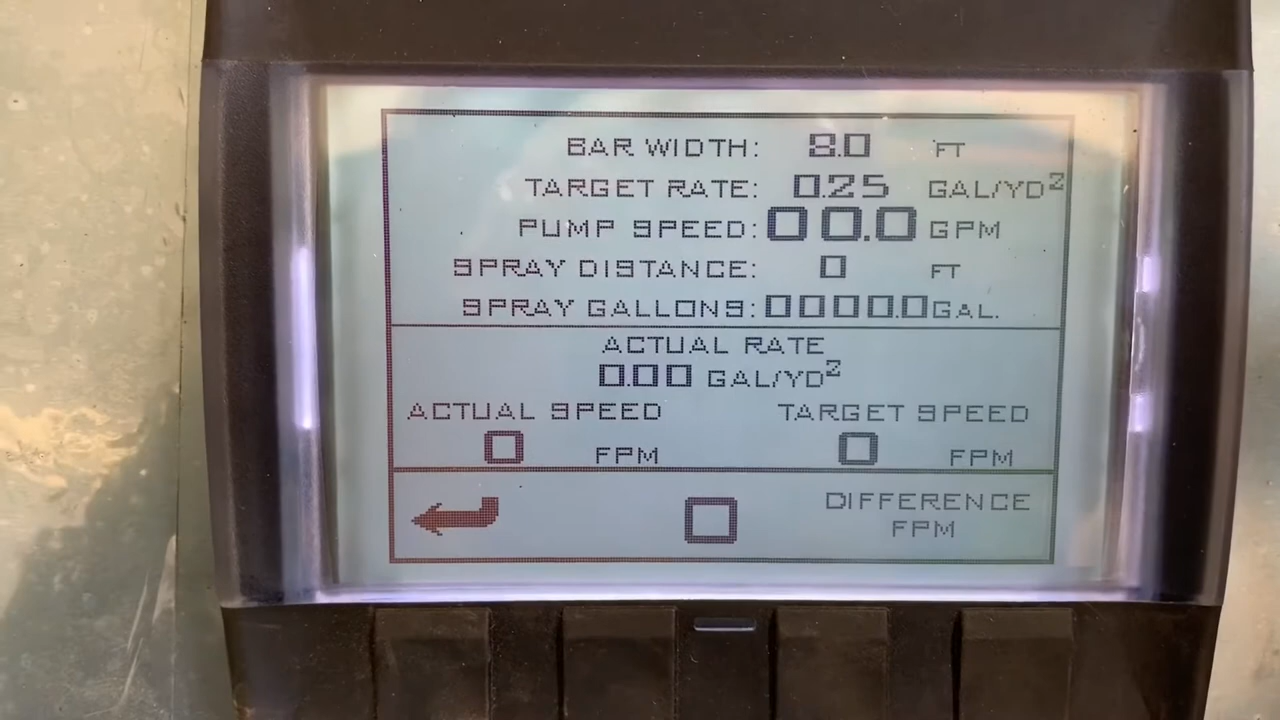 BAR WIDTH: 8.0 FT
TARGET RATE: 0.25 GAL/YD²
PUMP SPEED: 00.0 GPM
SPRAY DISTANCE: 0 FT
SPRAY GALLONS: 0000.0 GAL.
ACTUAL RATE
0.00 GAL/YD²
ACTUAL SPEED TARGET SPEED
0 FPM 0 FPM
0 DIFFERENCE
FPM